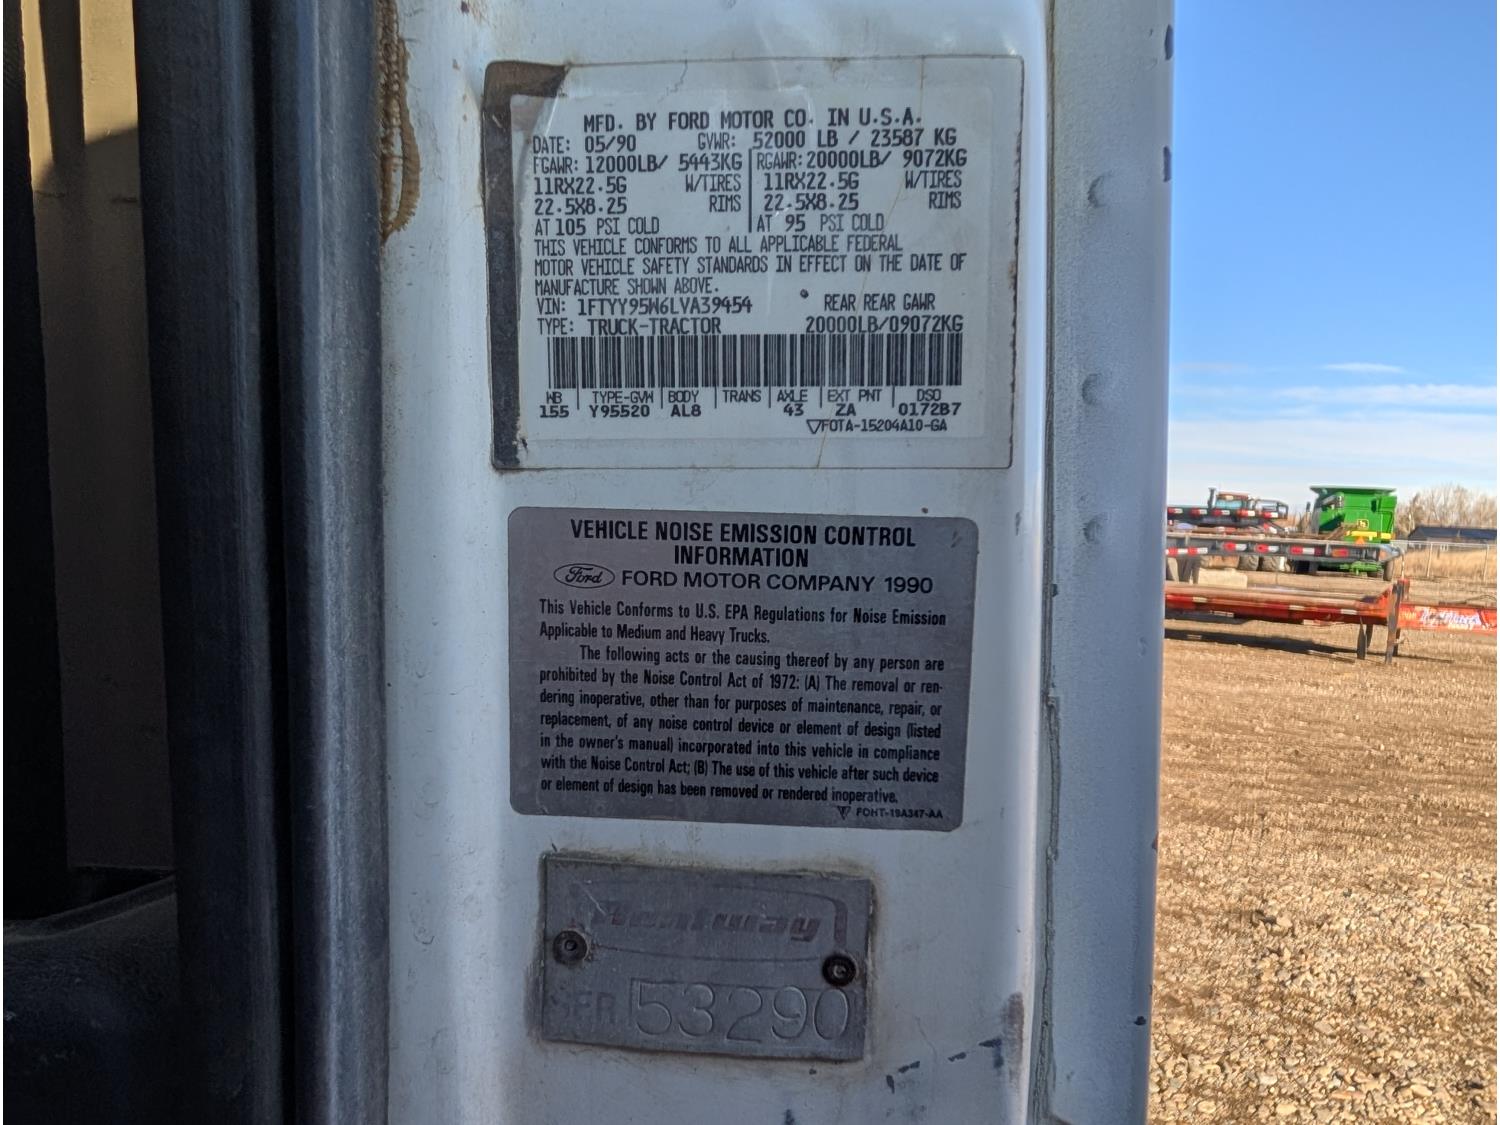 MFD. BY FORD MOTOR CO. IN U.S.A.
DATE: 05/90 GVWR: 52000 LB / 23587 KG
FGAWR: 12000LB/ 5443KG RGAWR: 20000LB/ 9072KG
11RX22.5G W/TIRES 11RX22.5G W/TIRES
22.5X8.25 RIMS 22.5X8.25 RIMS
AT 105 PSI COLD AT 95 PSI COLD
THIS VEHICLE CONFORMS TO ALL APPLICABLE FEDERAL
MOTOR VEHICLE SAFETY STANDARDS IN EFFECT ON THE DATE OF
MANUFACTURE SHOWN ABOVE.
VIN: 1FTYY95W6LVA39454 REAR REAR GAWR
TYPE: TRUCK-TRACTOR 20000LB/09072KG
WB TYPE-GVW BODY TRANS AXLE EXT PNT DSO
155 Y95520 AL8 43 ZA 0172B7
FOTA-15204A10-GA
VEHICLE NOISE EMISSION CONTROL
INFORMATION
Ford FORD MOTOR COMPANY 1990
This Vehicle Conforms to U.S. EPA Regulations for Noise Emission
Applicable to Medium and Heavy Trucks.
The following acts or the causing thereof by any person are
prohibited by the Noise Control Act of 1972: (A) The removal or ren-
dering inoperative, other than for purposes of maintenance, repair, or
replacement, of any noise control device or element of design (listed
in the owner's manual) incorporated into this vehicle in compliance
with the Noise Control Act; (B) The use of this vehicle after such device
or element of design has been removed or rendered inoperative.
FOHT-19A347-AA
Rentway
SER. 53290